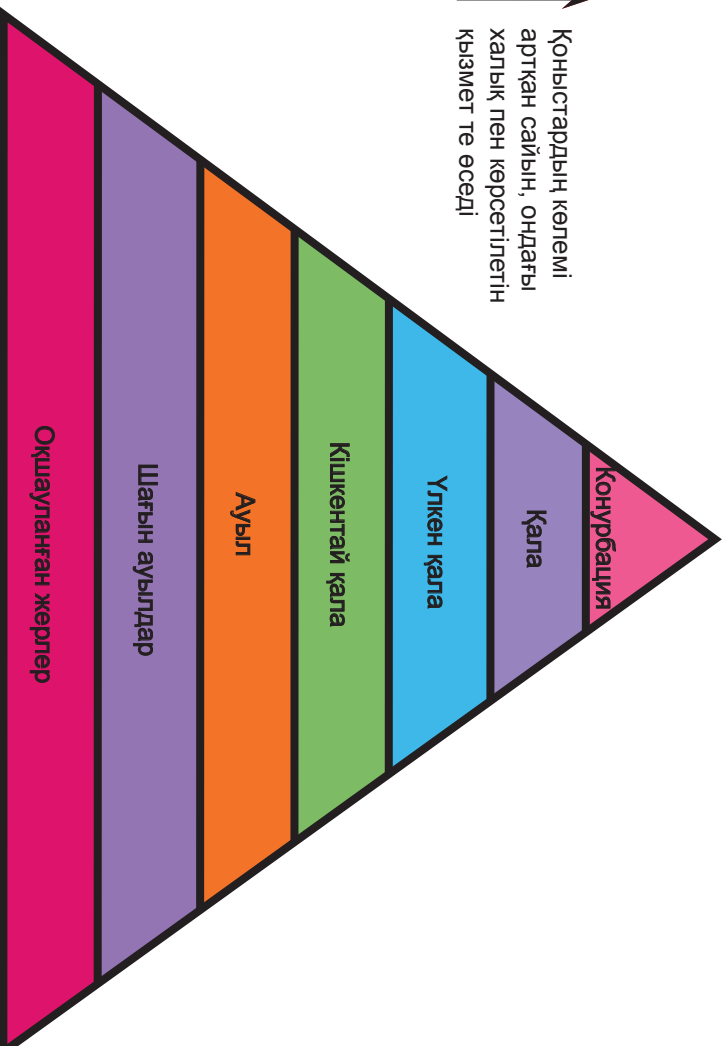 Қоныстардың көлемі
артқан сайын, ондағы
халық пен көрсетілетін
қызмет те өседі
Конурбация
Қала
Үлкен қала
Кішкентай қала
Ауыл
Шағын ауылдар
Оқшауланған жерлер